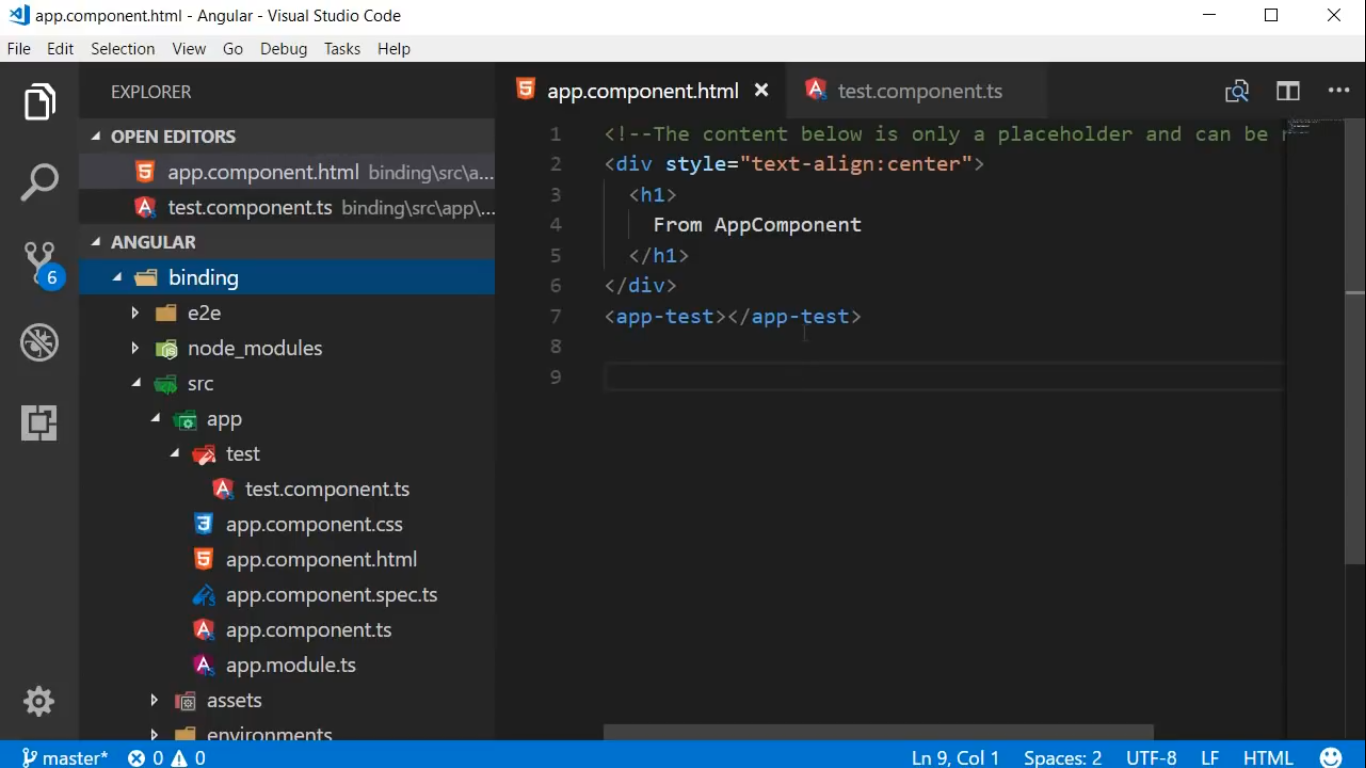 app.component.html - Angular - Visual Studio Code
File Edit Selection View Go Debug Tasks Help
EXPLORER
OPEN EDITORS
app.component.html binding\src\a...
test.component.ts binding\src\app\...
ANGULAR
binding
e2e
node_modules
src
app
test
test.component.ts
app.component.css
app.component.html
app.component.spec.ts
app.component.ts
app.module.ts
assets
environments
6
app.component.html test.component.ts
1 <!--The content below is only a placeholder and can be
2 <div style="text-align:center">
3 <h1>
4 From AppComponent
5 </h1>
6 </div>
7 <app-test></app-test>
8
9
master* 0 0 Ln 9, Col 1 Spaces: 2 UTF-8 LF HTML